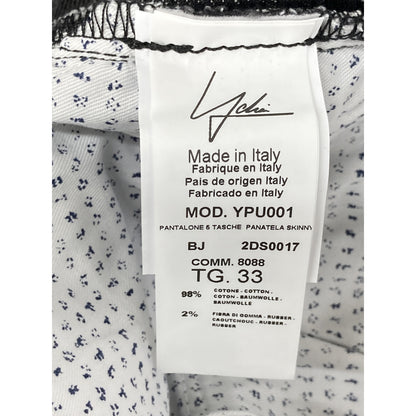 Made in Italy
Fabrique en Italy
Pais de origen Italy
Fabricado en Italy
MOD. YPU001
PANTALONE 5 TASCHE PANATELA SKINNY
BJ 2DS0017
COMM. 8088
TG. 33
98% COTONE - COTTON -
COTON - BAUMWOLLE -
BAUMWOLLE
2% FIBRA DI GOMMA - RUBBER -
CAOUTCHOUC - RUBBER -
RUBBER